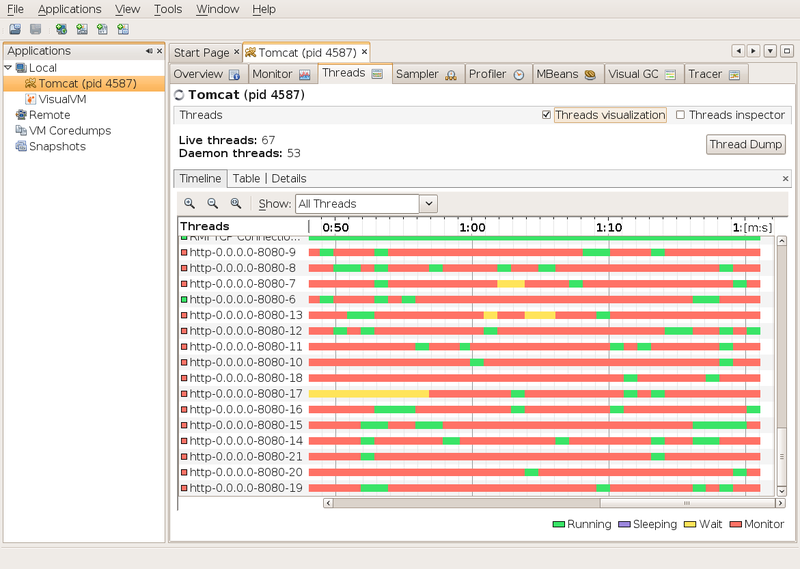 File Applications View Tools Window Help
Applications
Local
Tomcat (pid 4587)
VisualVM
Remote
VM Coredumps
Snapshots
Start Page Tomcat (pid 4587)
Overview Monitor Threads Sampler Profiler MBeans Visual GC Tracer
Tomcat (pid 4587)
Threads Threads visualization Threads inspector
Live threads: 67
Daemon threads: 53
Thread Dump
Timeline Table Details
Show: All Threads
Threads 0:50 1:00 1:10 1:[m:s]
RMI TCP Connectio...
http-0.0.0.0-8080-9
http-0.0.0.0-8080-8
http-0.0.0.0-8080-7
http-0.0.0.0-8080-6
http-0.0.0.0-8080-13
http-0.0.0.0-8080-12
http-0.0.0.0-8080-11
http-0.0.0.0-8080-10
http-0.0.0.0-8080-18
http-0.0.0.0-8080-17
http-0.0.0.0-8080-16
http-0.0.0.0-8080-15
http-0.0.0.0-8080-14
http-0.0.0.0-8080-21
http-0.0.0.0-8080-20
http-0.0.0.0-8080-19
Running Sleeping Wait Monitor